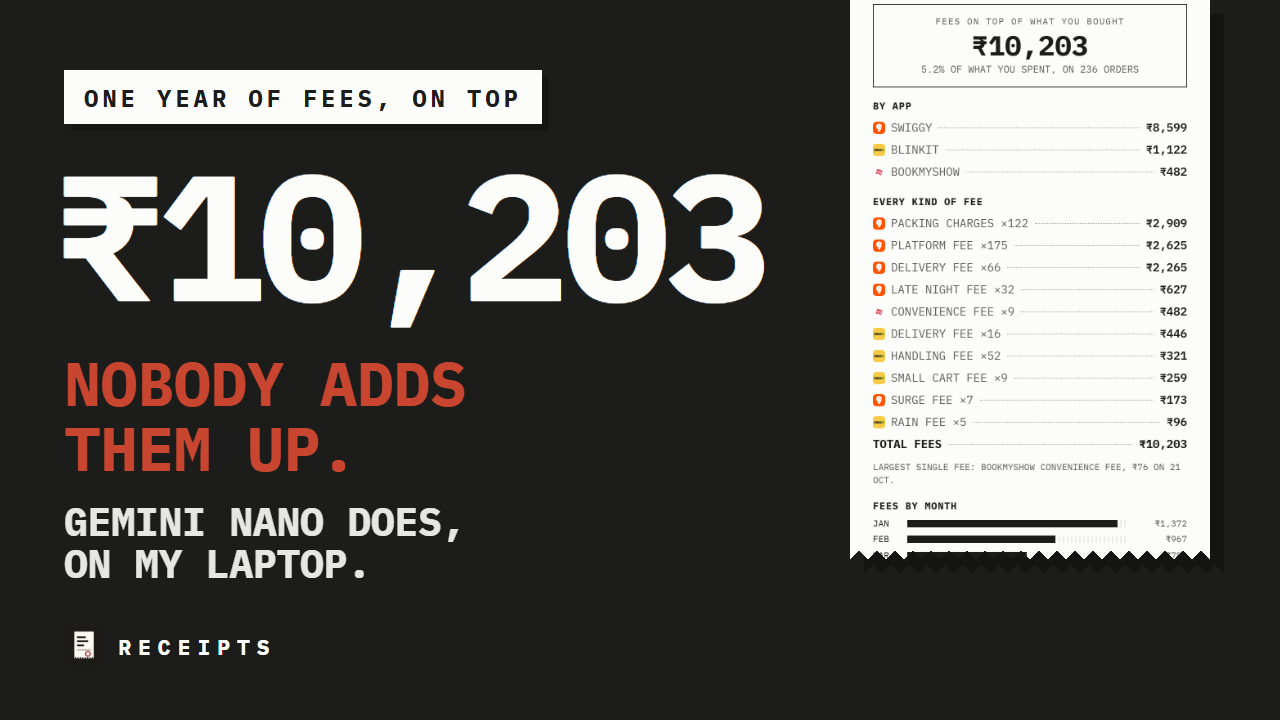 ONE YEAR OF FEES, ON TOP
₹10,203
NOBODY ADDS
THEM UP.
GEMINI NANO DOES,
ON MY LAPTOP.
RECEIPTS
FEES ON TOP OF WHAT YOU BOUGHT
₹10,203
5.2% OF WHAT YOU SPENT, ON 236 ORDERS
BY APP
SWIGGY ₹8,599
BLINKIT ₹1,122
BOOKMYSHOW ₹482
EVERY KIND OF FEE
PACKING CHARGES ×122 ₹2,909
PLATFORM FEE ×175 ₹2,625
DELIVERY FEE ×66 ₹2,265
LATE NIGHT FEE ×32 ₹627
CONVENIENCE FEE ×9 ₹482
DELIVERY FEE ×16 ₹446
HANDLING FEE ×52 ₹321
SMALL CART FEE ×9 ₹259
SURGE FEE ×7 ₹173
RAIN FEE ×5 ₹96
TOTAL FEES ₹10,203
LARGEST SINGLE FEE: BOOKMYSHOW CONVENIENCE FEE, ₹76 ON 21
OCT.
FEES BY MONTH
JAN ₹1,372
FEB ₹967